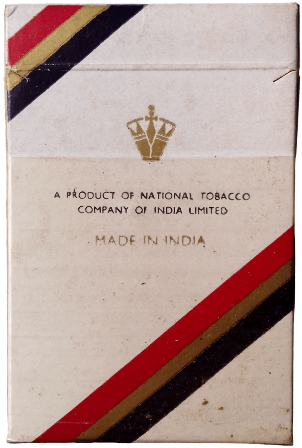 A PRODUCT OF NATIONAL TOBACCO
COMPANY OF INDIA LIMITED
MADE IN INDIA